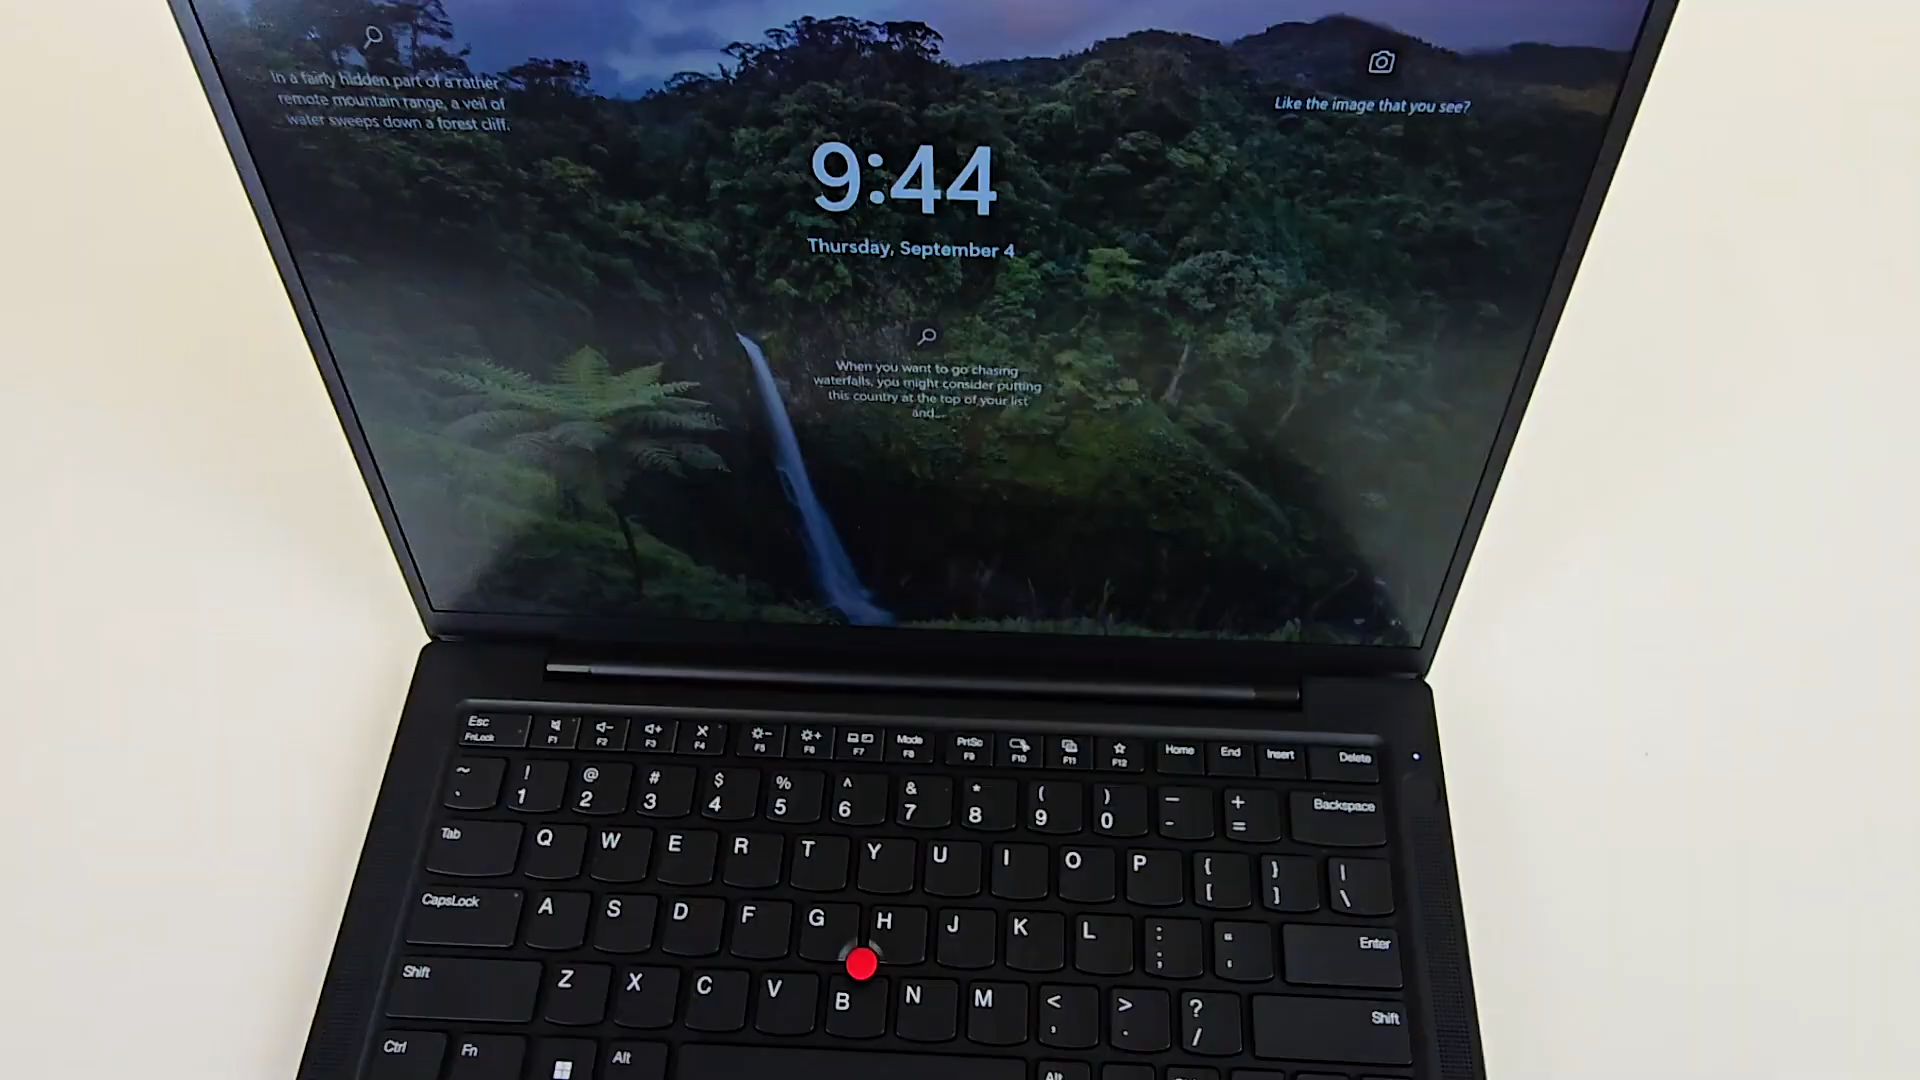 In a fairly hidden part of a rather
remote mountain range, a veil of
water sweeps down a forest cliff.
Like the image that you see?
9:44
Thursday, September 4
When you want to go chasing
waterfalls, you might consider putting
this country at the top of your list
and...
Esc FnLock F1 F2 F3 F4 F5 F6 F7 Mode F8 PrtSc F9 F10 F11 F12 Home End Insert Delete
~ ` ! 1 @ 2 # 3 $ 4 % 5 ^ 6 & 7 * 8 ( 9 ) 0 _ - + = Backspace
Tab Q W E R T Y U I O P { [ } ] | \
CapsLock A S D F G H J K L : ; " ' Enter
Shift Z X C V B N M < , > . ? / Shift
Ctrl Fn Alt Alt